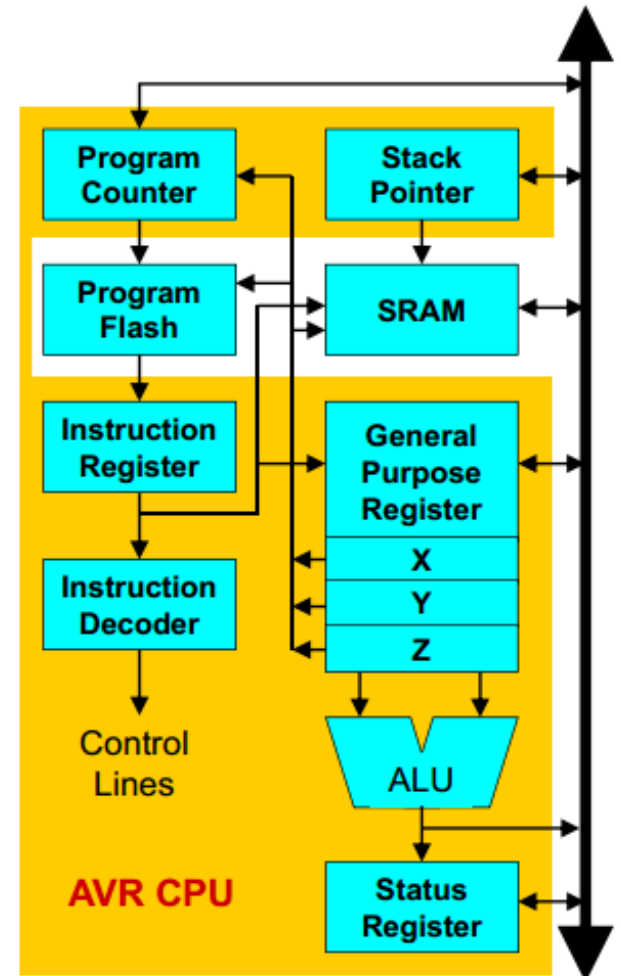 Program
Counter
Stack
Pointer
Program
Flash
SRAM
Instruction
Register
General
Purpose
Register
X
Y
Z
Instruction
Decoder
Control
Lines
ALU
AVR CPU
Status
Register